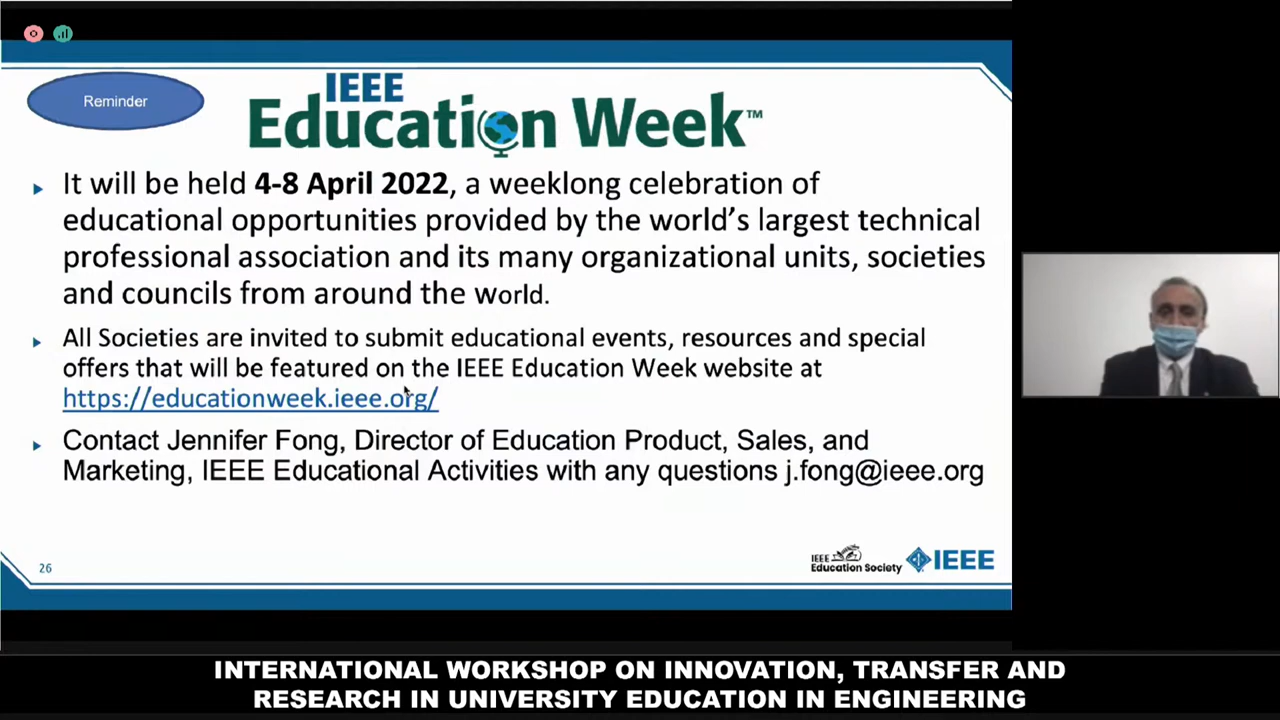 Reminder
IEEE
Education Week™
It will be held 4-8 April 2022, a weeklong celebration of
educational opportunities provided by the world's largest technical
professional association and its many organizational units, societies
and councils from around the world.
All Societies are invited to submit educational events, resources and special
offers that will be featured on the IEEE Education Week website at
https://educationweek.ieee.org/
Contact Jennifer Fong, Director of Education Product, Sales, and
Marketing, IEEE Educational Activities with any questions j.fong@ieee.org
26
IEEE
Education Society
IEEE
INTERNATIONAL WORKSHOP ON INNOVATION, TRANSFER AND
RESEARCH IN UNIVERSITY EDUCATION IN ENGINEERING